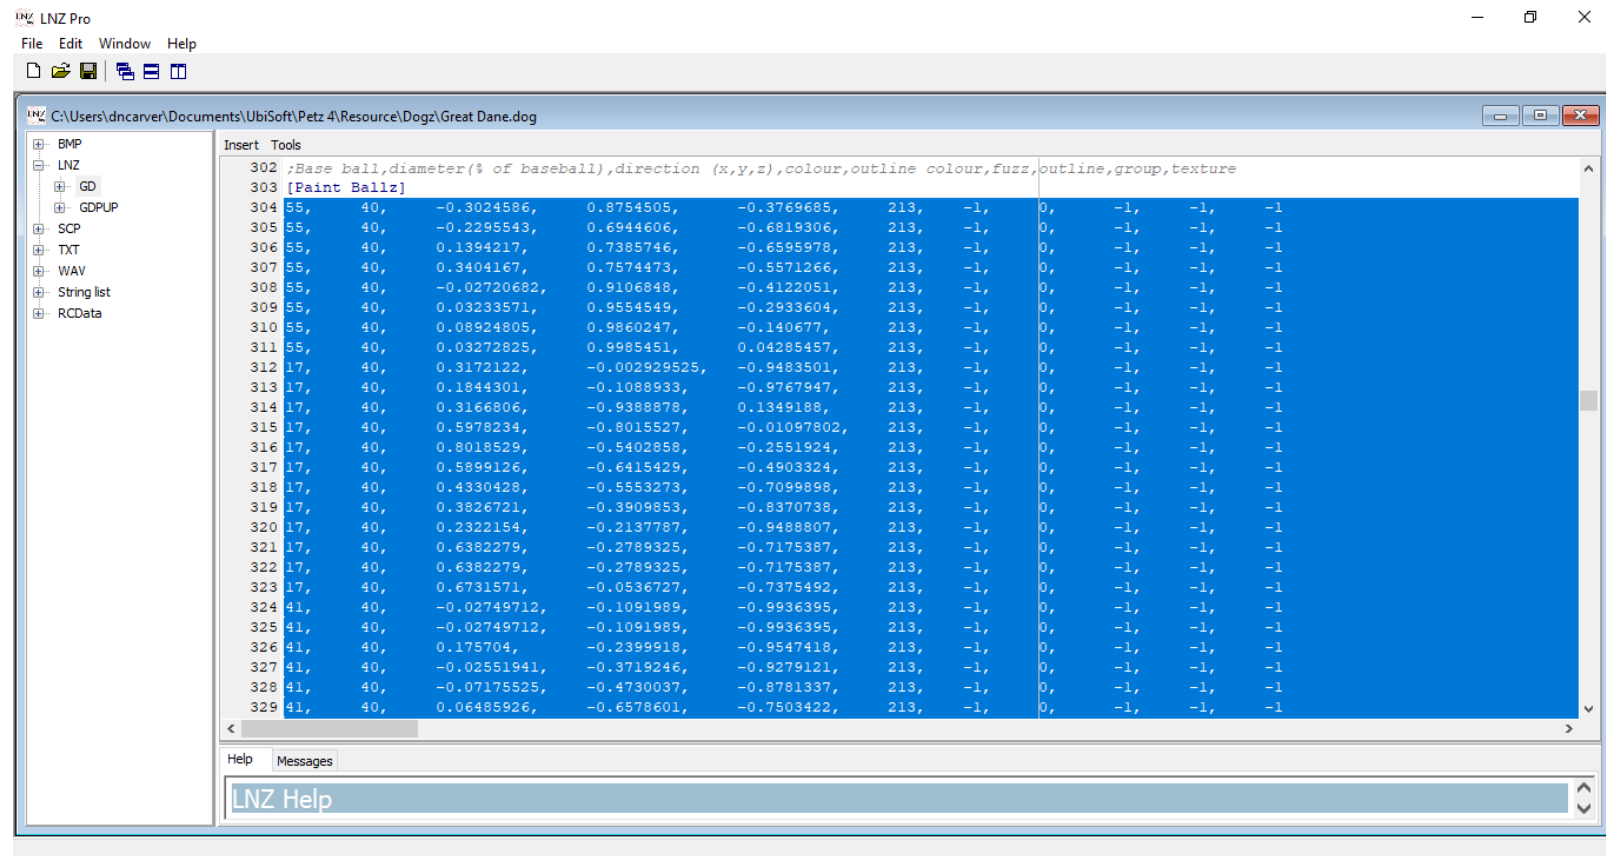 LNZ Pro
File Edit Window Help
C:\Users\dncarver\Documents\UbiSoft\Petz 4\Resource\Dogz\Great Dane.dog
BMP
LNZ
GD
GDPUP
SCP
TXT
WAV
String list
RCData
Insert Tools
302 ;Base ball,diameter(% of baseball),direction (x,y,z),colour,outline colour,fuzz,outline,group,texture
303 [Paint Ballz]
304 55, 40, -0.3024586, 0.8754505, -0.3769685, 213, -1, 0, -1, -1, -1
305 55, 40, -0.2295543, 0.6944606, -0.6819306, 213, -1, 0, -1, -1, -1
306 55, 40, 0.1394217, 0.7385746, -0.6595978, 213, -1, 0, -1, -1, -1
307 55, 40, 0.3404167, 0.7574473, -0.5571266, 213, -1, 0, -1, -1, -1
308 55, 40, -0.02720682, 0.9106848, -0.4122051, 213, -1, 0, -1, -1, -1
309 55, 40, 0.03233571, 0.9554549, -0.2933604, 213, -1, 0, -1, -1, -1
310 55, 40, 0.08924805, 0.9860247, -0.140677, 213, -1, 0, -1, -1, -1
311 55, 40, 0.03272825, 0.9985451, 0.04285457, 213, -1, 0, -1, -1, -1
312 17, 40, 0.3172122, -0.002929525, -0.9483501, 213, -1, 0, -1, -1, -1
313 17, 40, 0.1844301, -0.1088933, -0.9767947, 213, -1, 0, -1, -1, -1
314 17, 40, 0.3166806, -0.9388878, 0.1349188, 213, -1, 0, -1, -1, -1
315 17, 40, 0.5978234, -0.8015527, -0.01097802, 213, -1, 0, -1, -1, -1
316 17, 40, 0.8018529, -0.5402858, -0.2551924, 213, -1, 0, -1, -1, -1
317 17, 40, 0.5899126, -0.6415429, -0.4903324, 213, -1, 0, -1, -1, -1
318 17, 40, 0.4330428, -0.5553273, -0.7099898, 213, -1, 0, -1, -1, -1
319 17, 40, 0.3826721, -0.3909853, -0.8370738, 213, -1, 0, -1, -1, -1
320 17, 40, 0.2322154, -0.2137787, -0.9488807, 213, -1, 0, -1, -1, -1
321 17, 40, 0.6382279, -0.2789325, -0.7175387, 213, -1, 0, -1, -1, -1
322 17, 40, 0.6382279, -0.2789325, -0.7175387, 213, -1, 0, -1, -1, -1
323 17, 40, 0.6731571, -0.0536727, -0.7375492, 213, -1, 0, -1, -1, -1
324 41, 40, -0.02749712, -0.1091989, -0.9936395, 213, -1, 0, -1, -1, -1
325 41, 40, -0.02749712, -0.1091989, -0.9936395, 213, -1, 0, -1, -1, -1
326 41, 40, 0.175704, -0.2399918, -0.9547418, 213, -1, 0, -1, -1, -1
327 41, 40, -0.02551941, -0.3719246, -0.9279121, 213, -1, 0, -1, -1, -1
328 41, 40, -0.07175525, -0.4730037, -0.8781337, 213, -1, 0, -1, -1, -1
329 41, 40, 0.06485926, -0.6578601, -0.7503422, 213, -1, 0, -1, -1, -1
Help Messages
LNZ Help